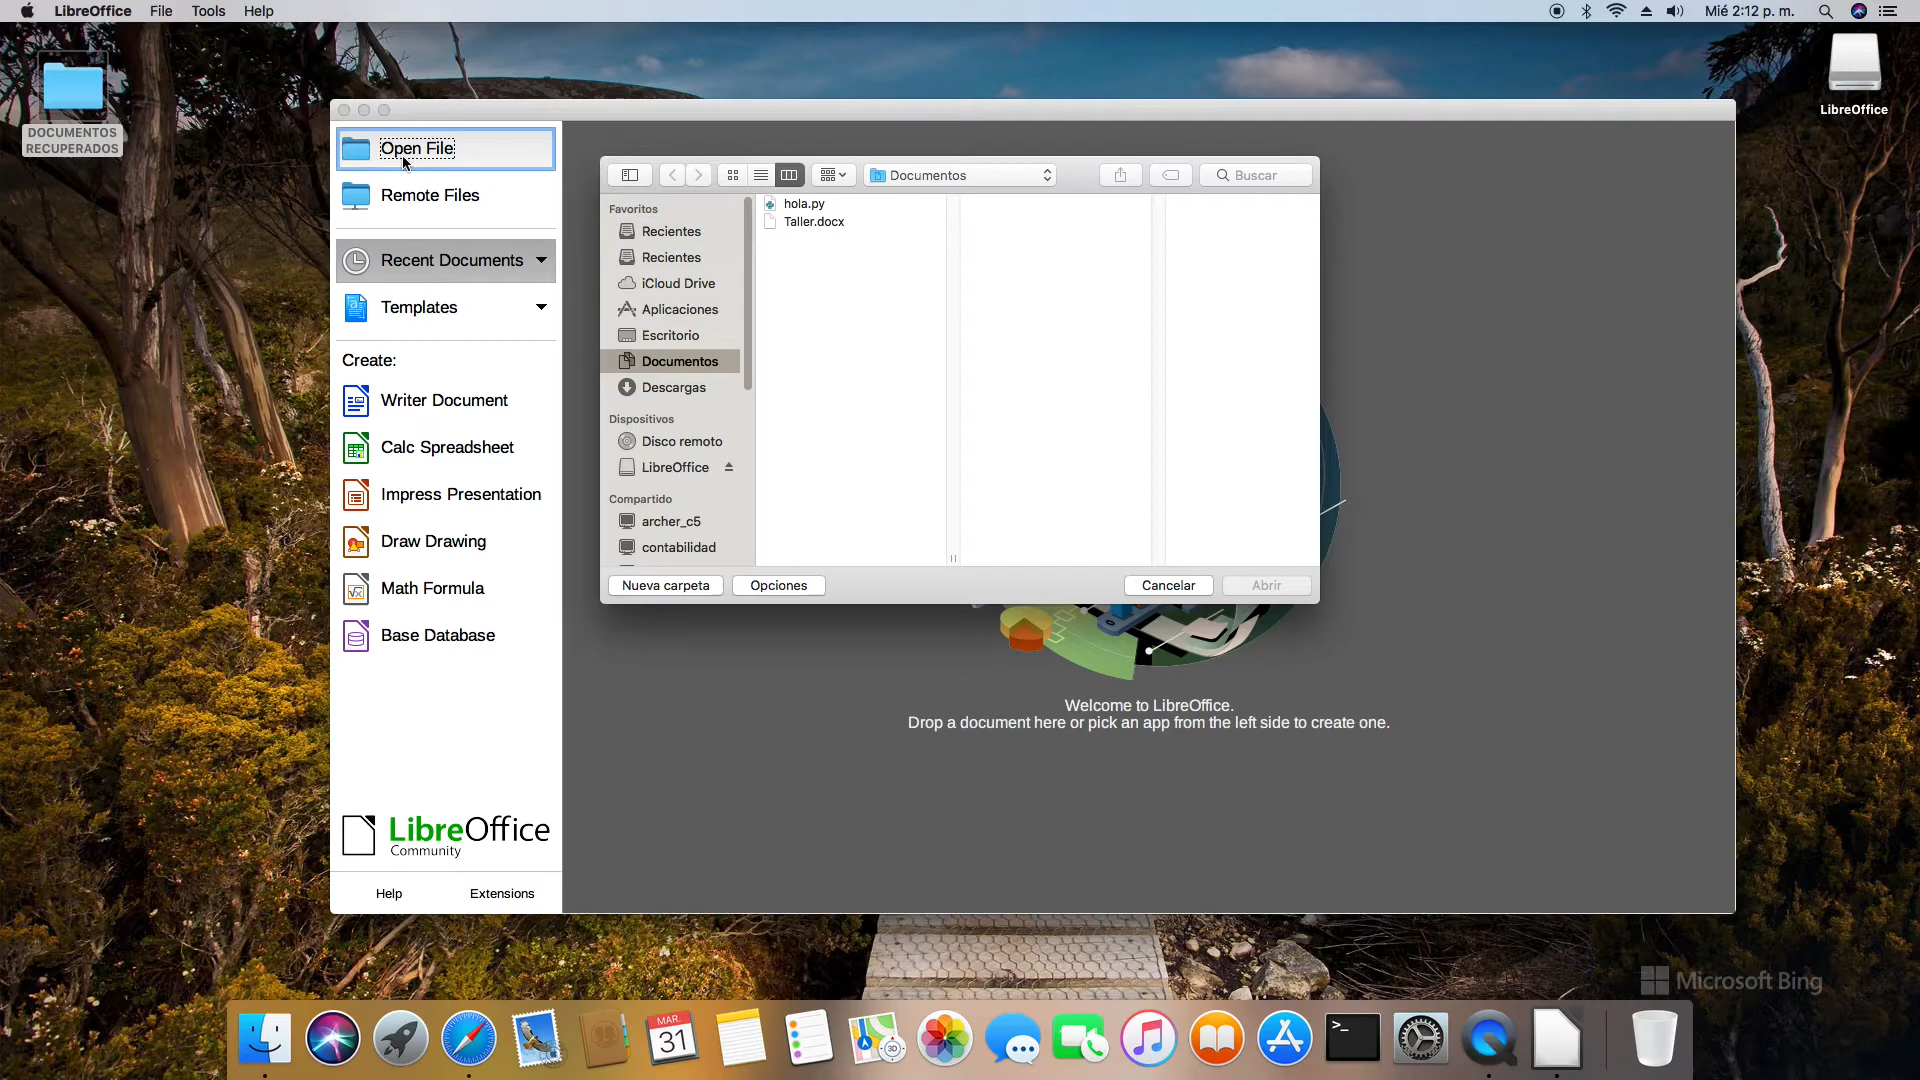 LibreOffice File Tools Help
Mié 2:12 p. m.
DOCUMENTOS
RECUPERADOS
LibreOffice
Open File
Remote Files
Recent Documents
Templates
Create:
Writer Document
Calc Spreadsheet
Impress Presentation
Draw Drawing
Math Formula
Base Database
LibreOffice
Community
Help Extensions
Documentos
Buscar
Favoritos
Recientes
Recientes
iCloud Drive
Aplicaciones
Escritorio
Documentos
Descargas
Dispositivos
Disco remoto
LibreOffice
Compartido
archer_c5
contabilidad
hola.py
Taller.docx
Nueva carpeta Opciones Cancelar Abrir
Welcome to LibreOffice.
Drop a document here or pick an app from the left side to create one.
Microsoft Bing
MAR.
31
3D
>_